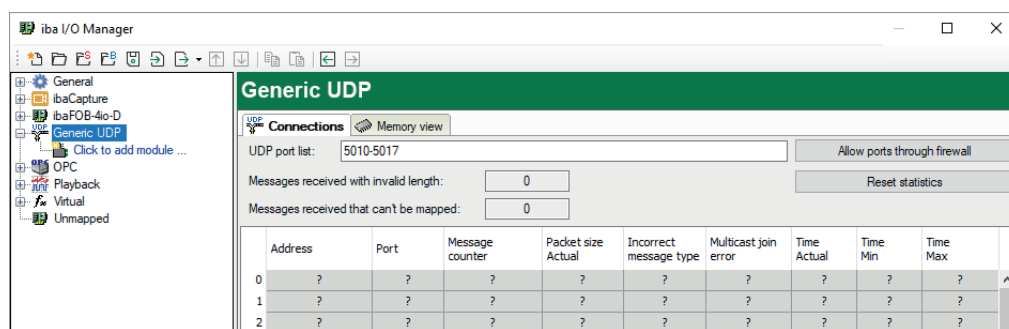 iba I/O Manager
General
ibaCapture
ibaFOB-4io-D
Generic UDP
Click to add module ...
OPC
Playback
Virtual
Unmapped
Generic UDP
Connections Memory view
UDP port list: 5010-5017 Allow ports through firewall
Messages received with invalid length: 0 Reset statistics
Messages received that can't be mapped: 0
Address Port Message counter Packet size Actual Incorrect message type Multicast join error Time Actual Time Min Time Max
0 ? ? ? ? ? ? ? ? ?
1 ? ? ? ? ? ? ? ? ?
2 ? ? ? ? ? ? ? ? ?